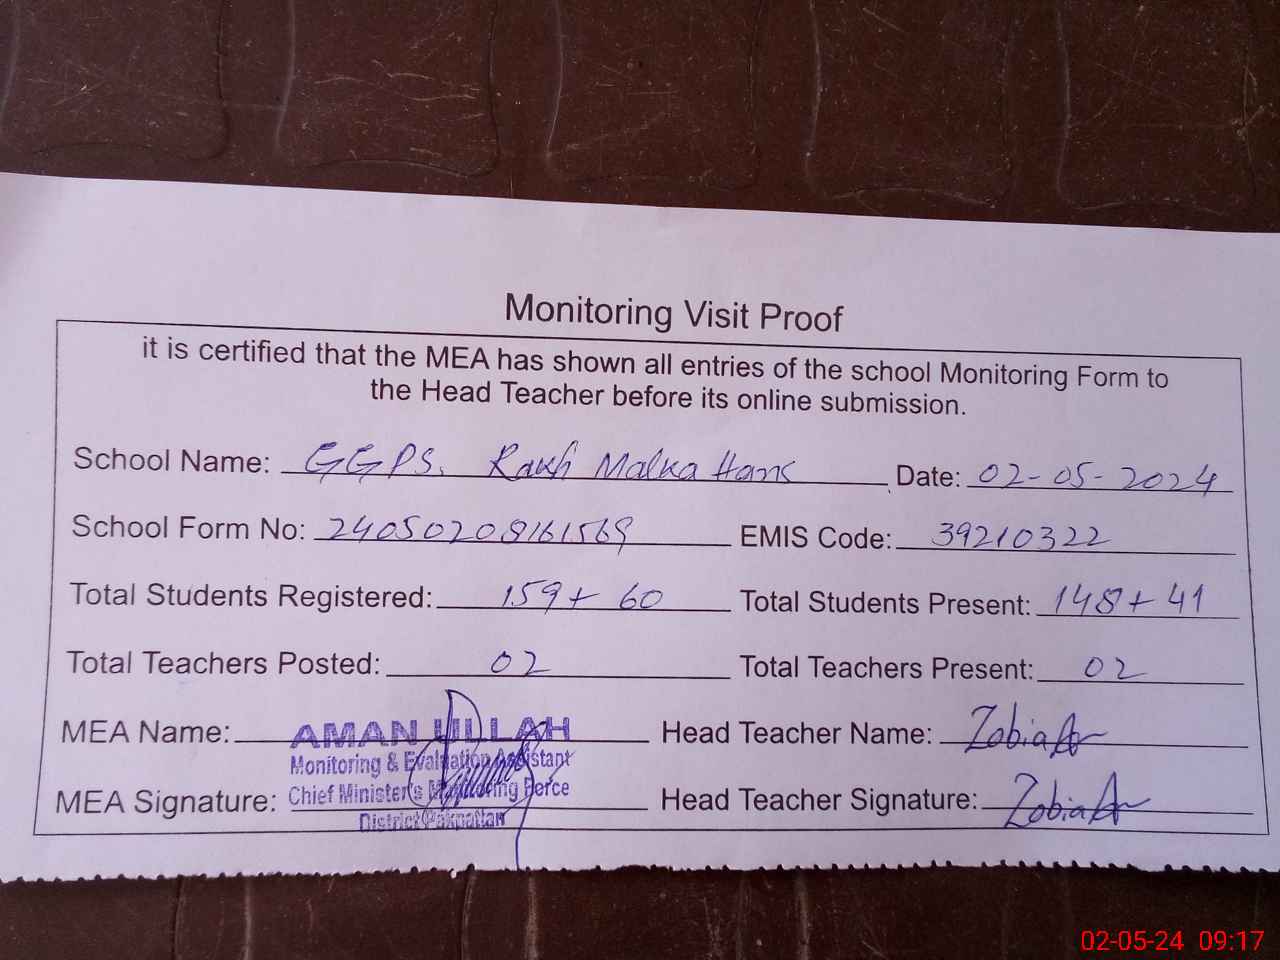 Monitoring Visit Proof
it is certified that the MEA has shown all entries of the school Monitoring Form to
the Head Teacher before its online submission.
School Name: GGPS. Rakh Malka Hans Date: 02-05-2024
School Form No: 24050208161569 EMIS Code: 39210322
Total Students Registered: 159+ 60 Total Students Present: 148+ 41
Total Teachers Posted: 02 Total Teachers Present: 02
MEA Name: AMAN ULLAH Head Teacher Name: Zobia
Monitoring & Evaluation Assistant
MEA Signature: Chief Minister's Monitoring Force Head Teacher Signature: Zobia
District Pakpattan
02-05-24 09:17